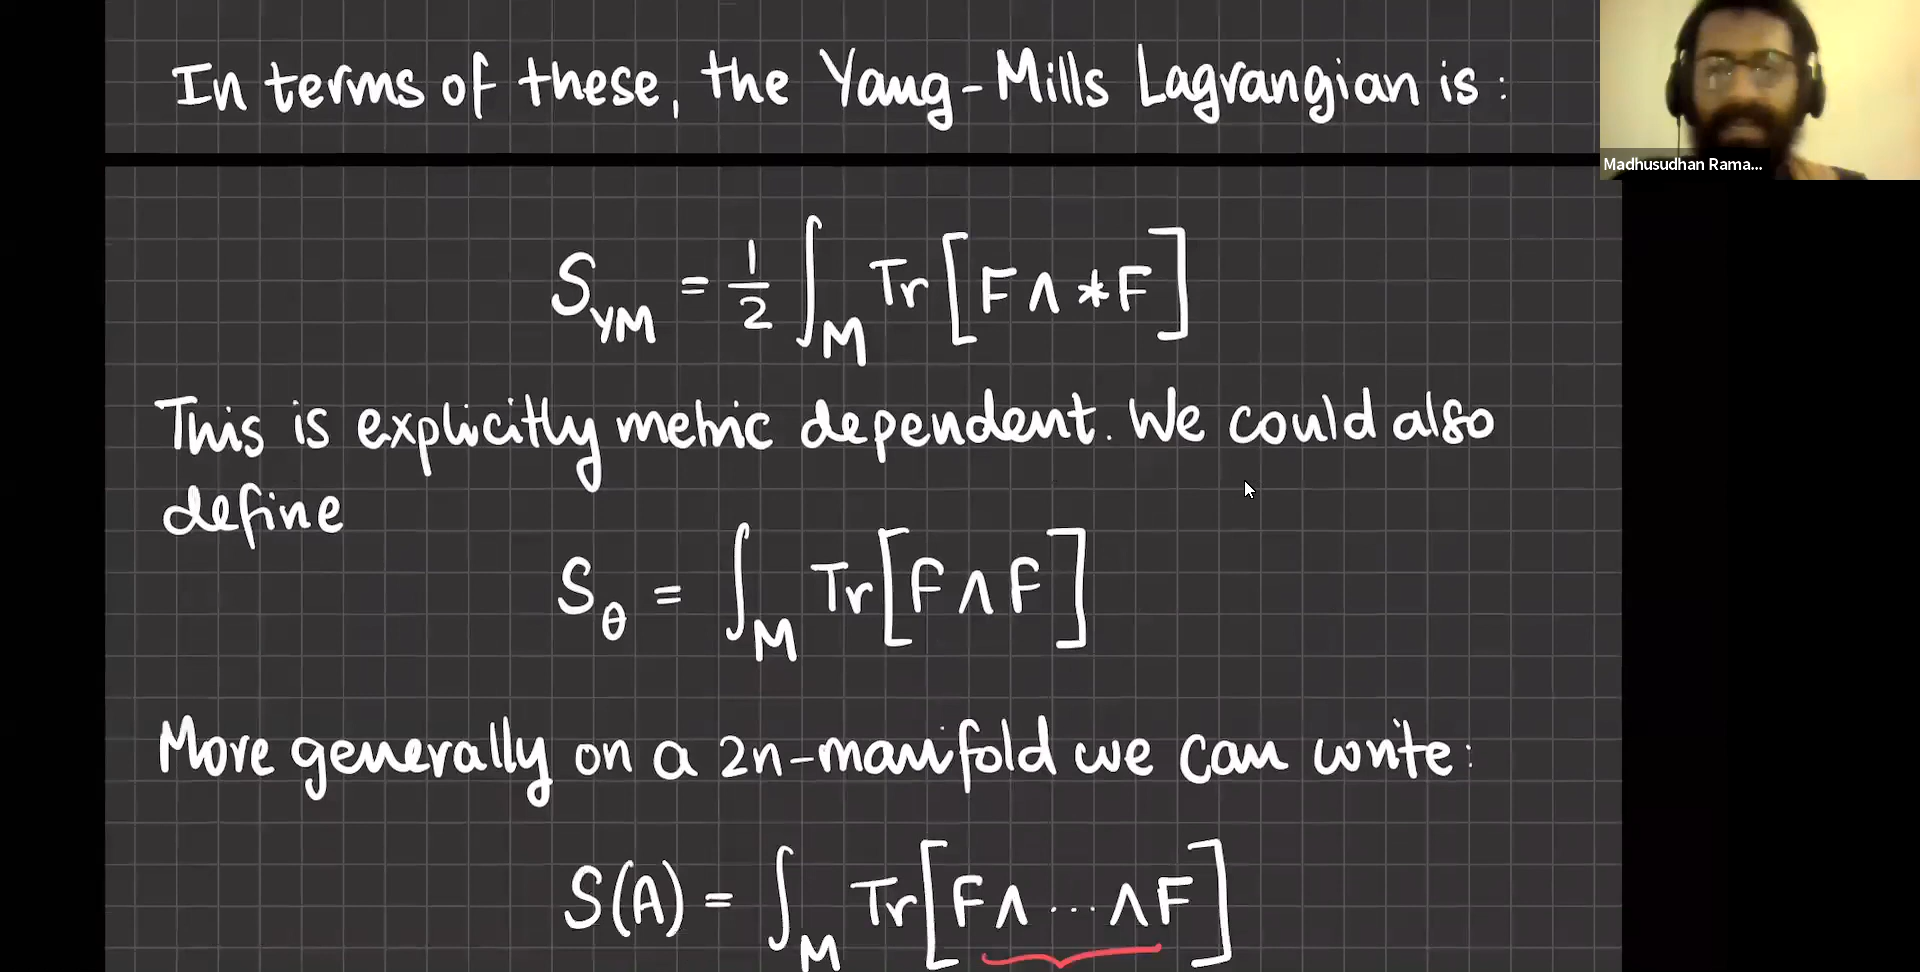 In terms of these, the Yang-Mills Lagrangian is:
Madhusudhan Rama...
S_YM = 1/2 ∫_M Tr[F ∧ *F]
This is explicitly metric dependent. We could also
define
S_θ = ∫_M Tr[F ∧ F]
More generally on a 2n-manifold we can write:
S(A) = ∫_M Tr[F ∧ ... ∧ F]